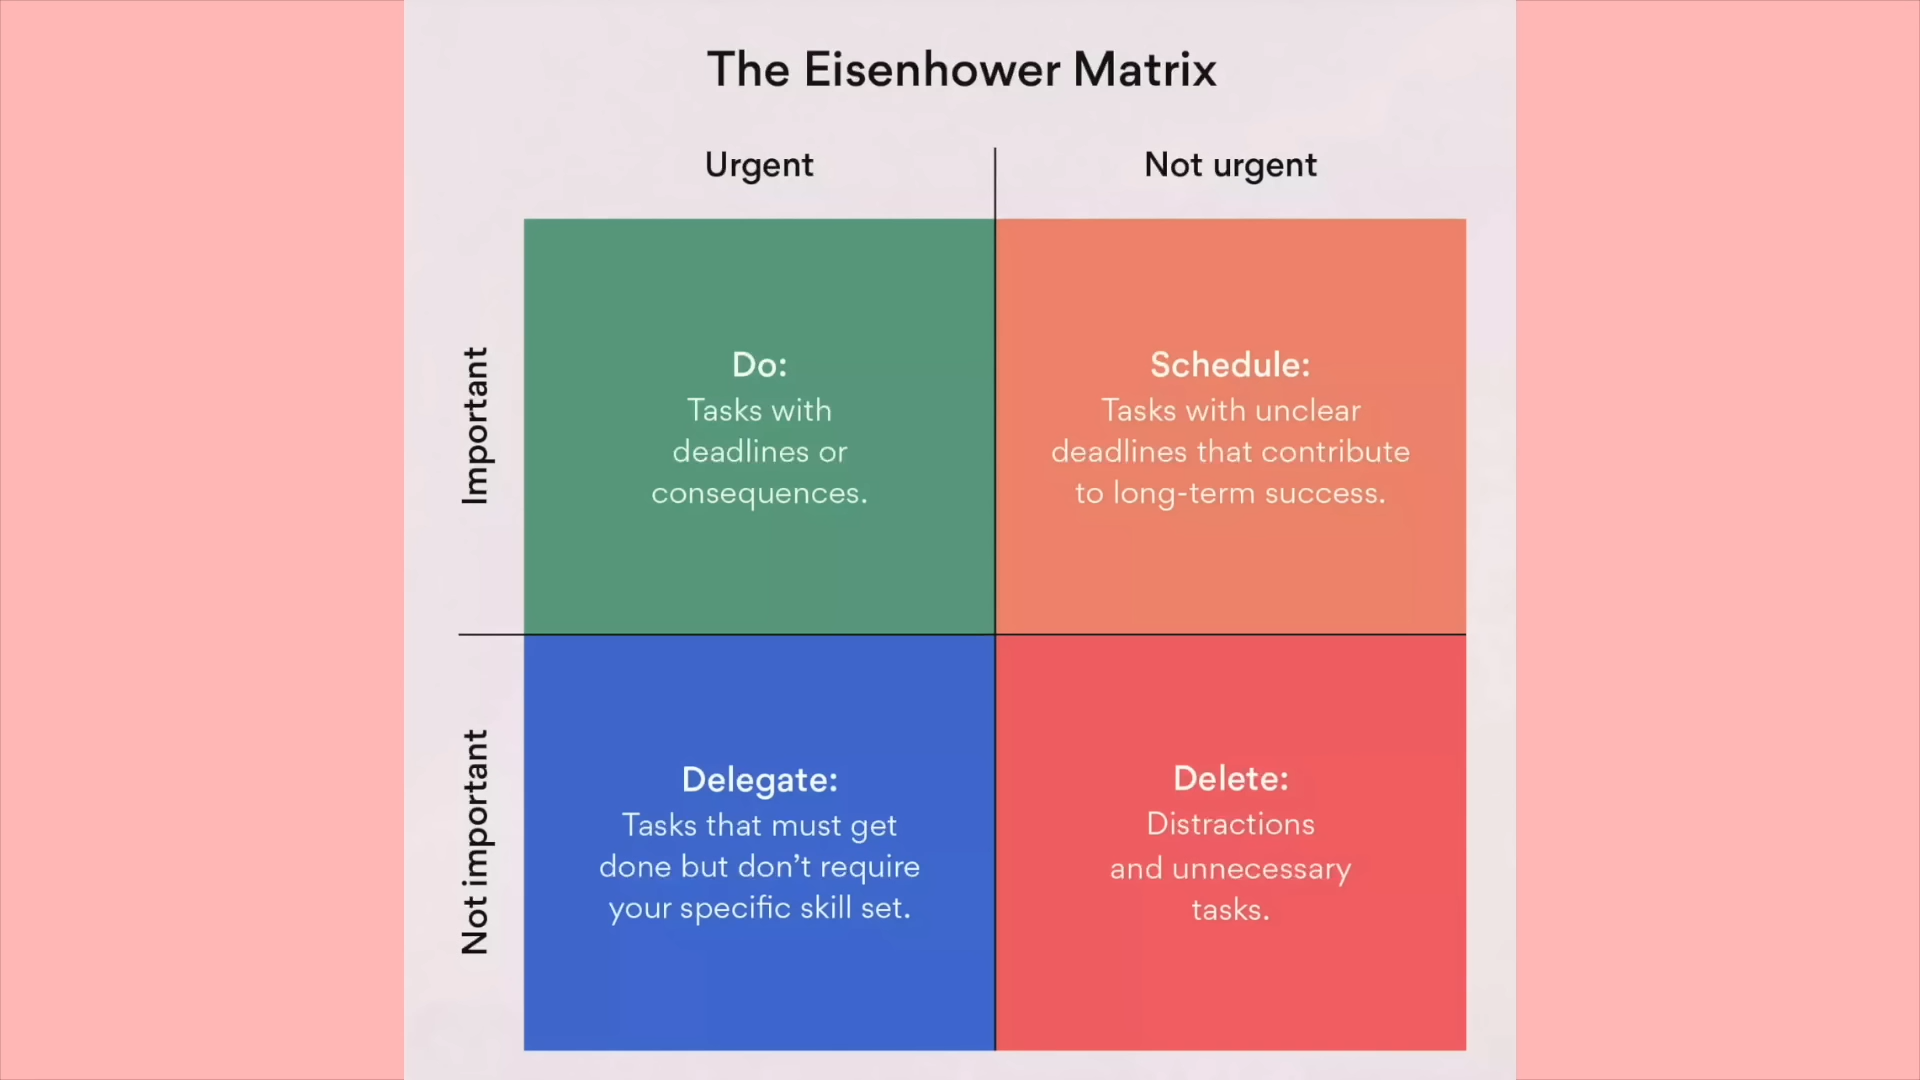 The Eisenhower Matrix
Urgent
Not urgent
Important
Do:
Tasks with
deadlines or
consequences.
Schedule:
Tasks with unclear
deadlines that contribute
to long-term success.
Not important
Delegate:
Tasks that must get
done but don’t require
your specific skill set.
Delete:
Distractions
and unnecessary
tasks.